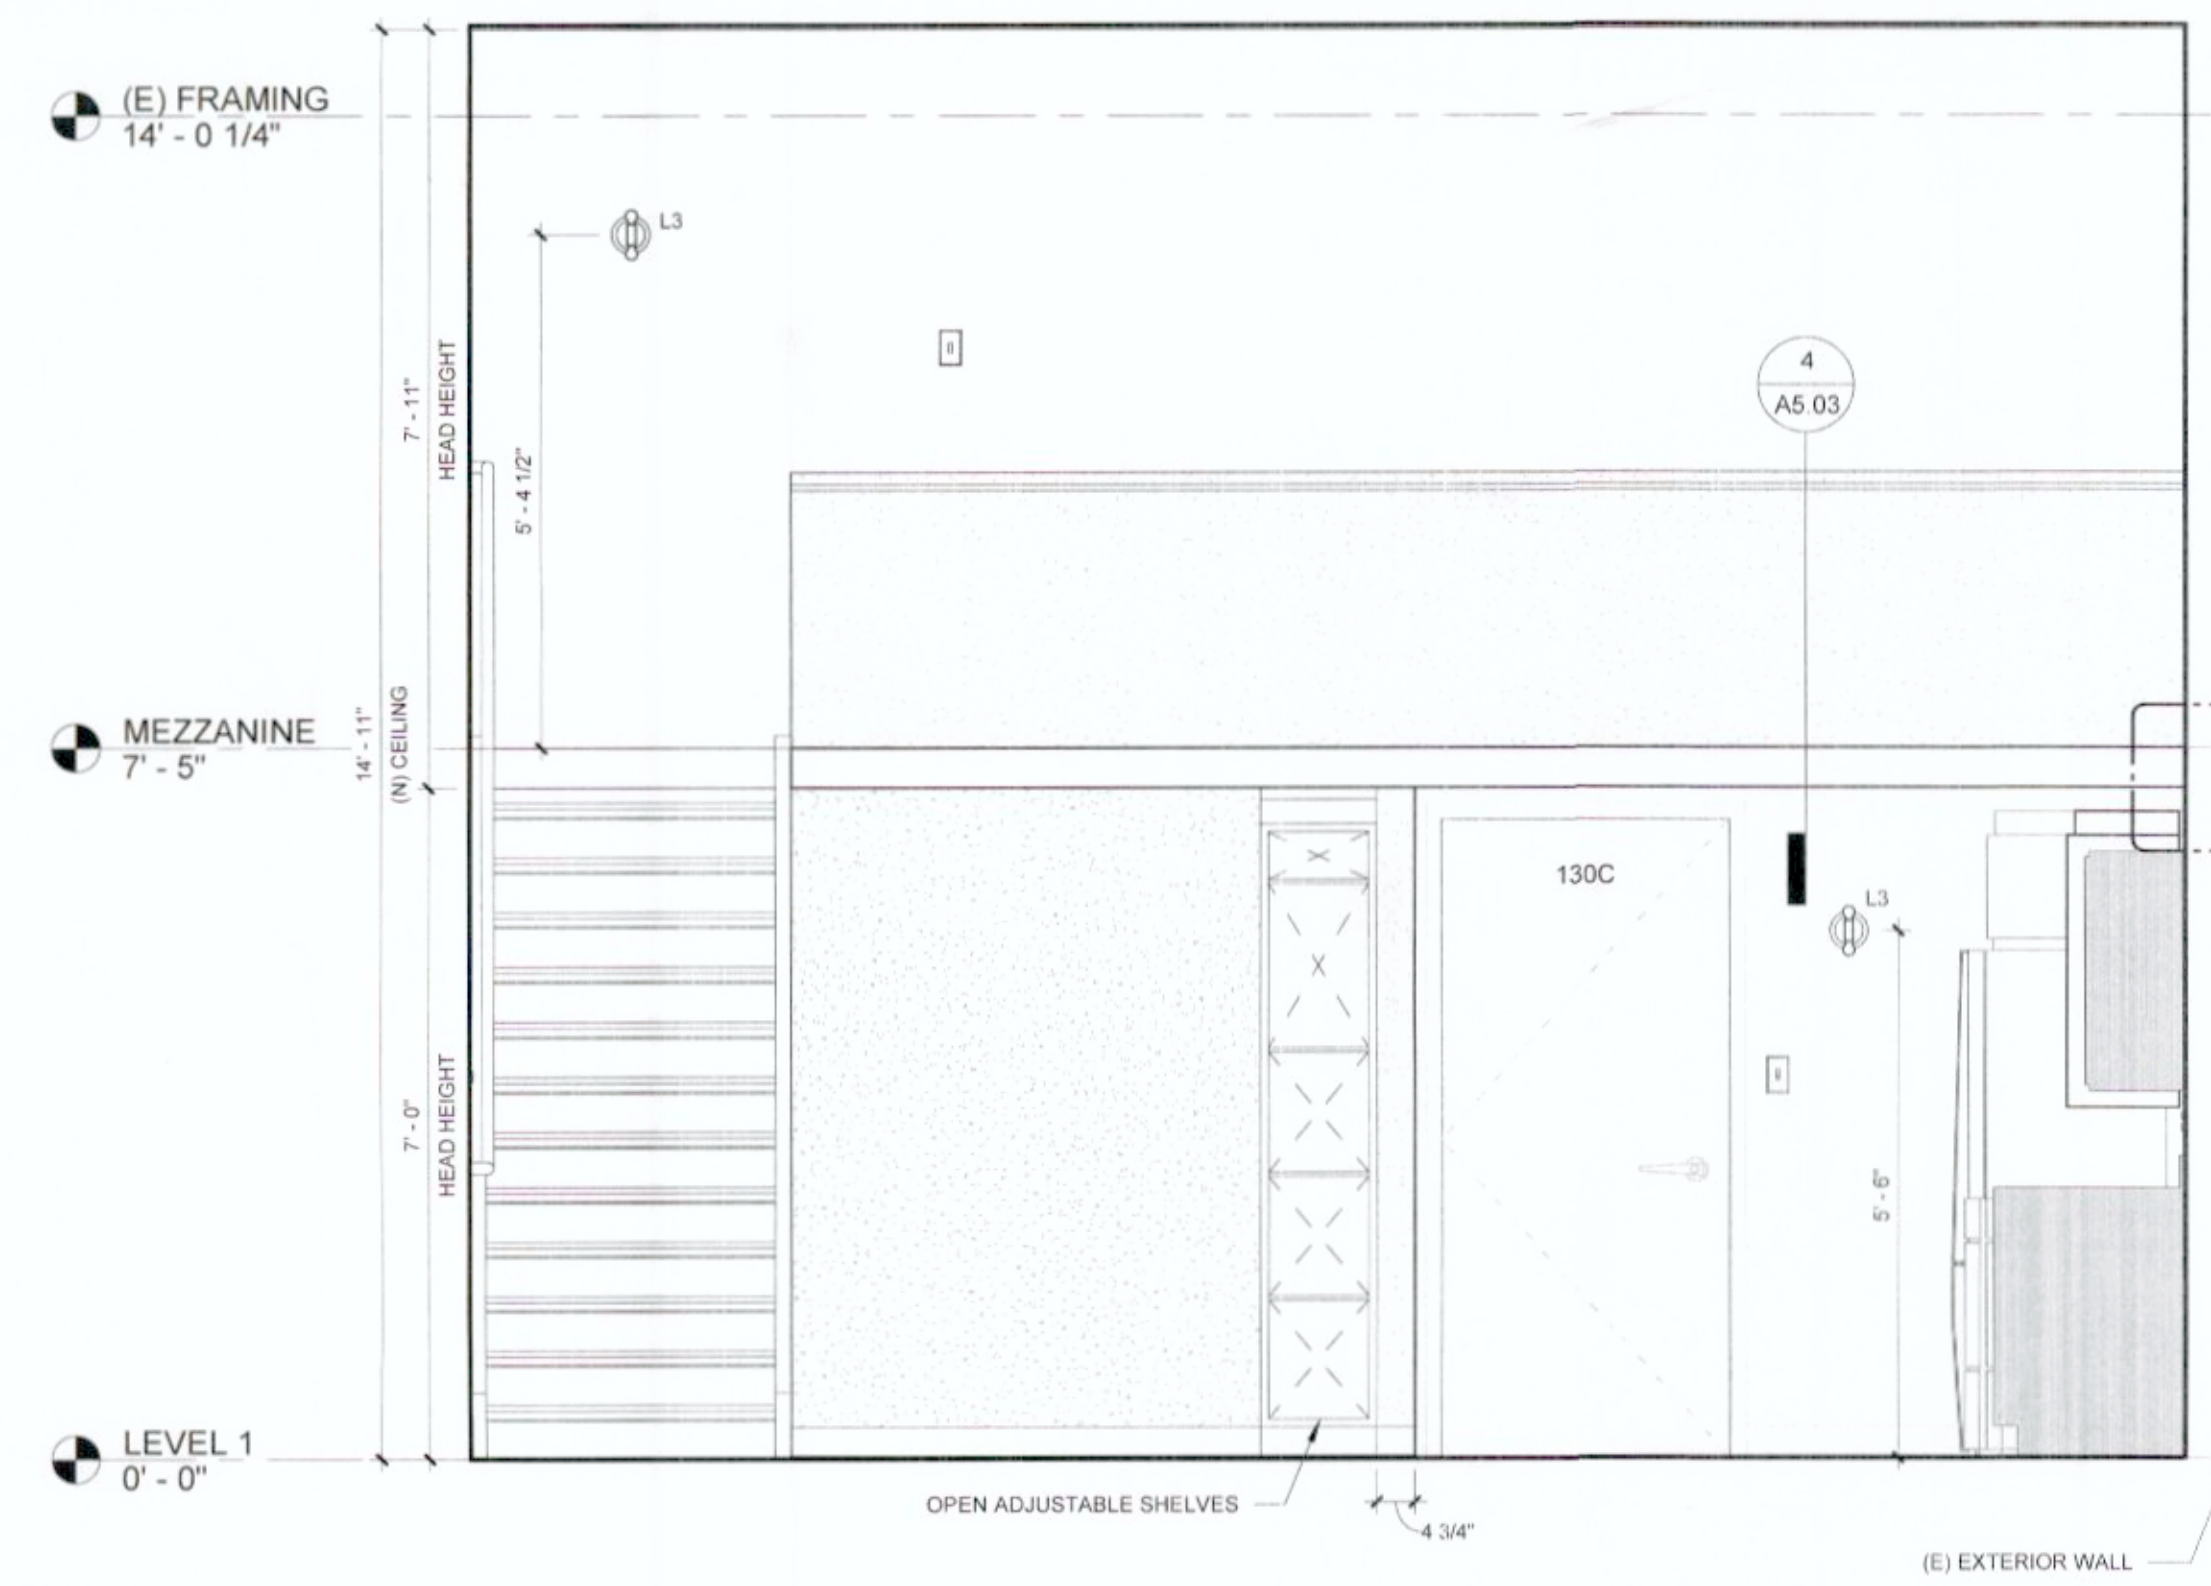 (E) FRAMING
14' - 0 1/4"
L3
7' - 11"
HEAD HEIGHT
4
A5.03
5' - 4 1/2"
MEZZANINE
7' - 5"
14' - 11"
(N) CEILING
130C
L3
7' - 0"
HEAD HEIGHT
5' - 6"
LEVEL 1
0' - 0"
OPEN ADJUSTABLE SHELVES
4 3/4"
(E) EXTERIOR WALL